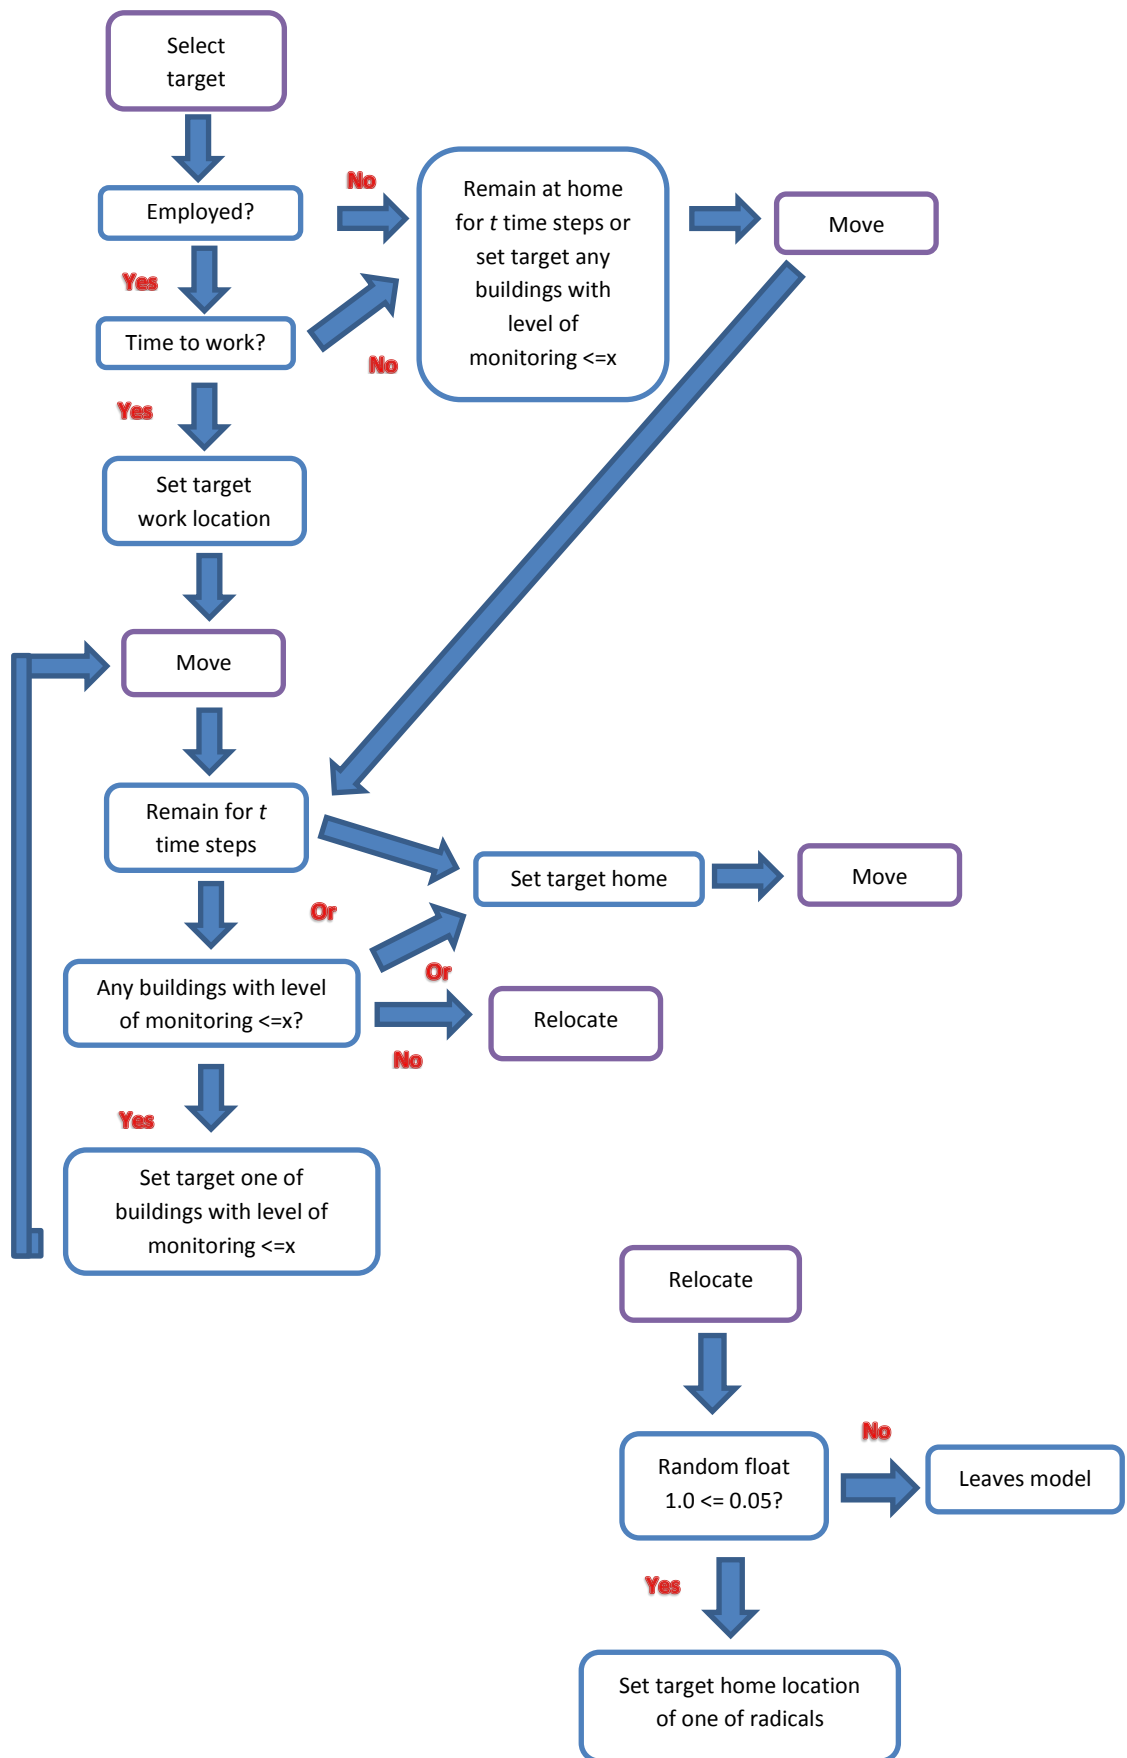 Select
target
Employed?
No
Remain at home
for t time steps or
set target any
buildings with
level of
monitoring <=x
Move
Yes
Time to work?
No
Yes
Set target
work location
Move
Remain for t
time steps
Set target home
Move
Or
Any buildings with level
of monitoring <=x?
Or
Relocate
No
Yes
Set target one of
buildings with level of
monitoring <=x
Relocate
Random float
1.0 <= 0.05?
No
Leaves model
Yes
Set target home location
of one of radicals